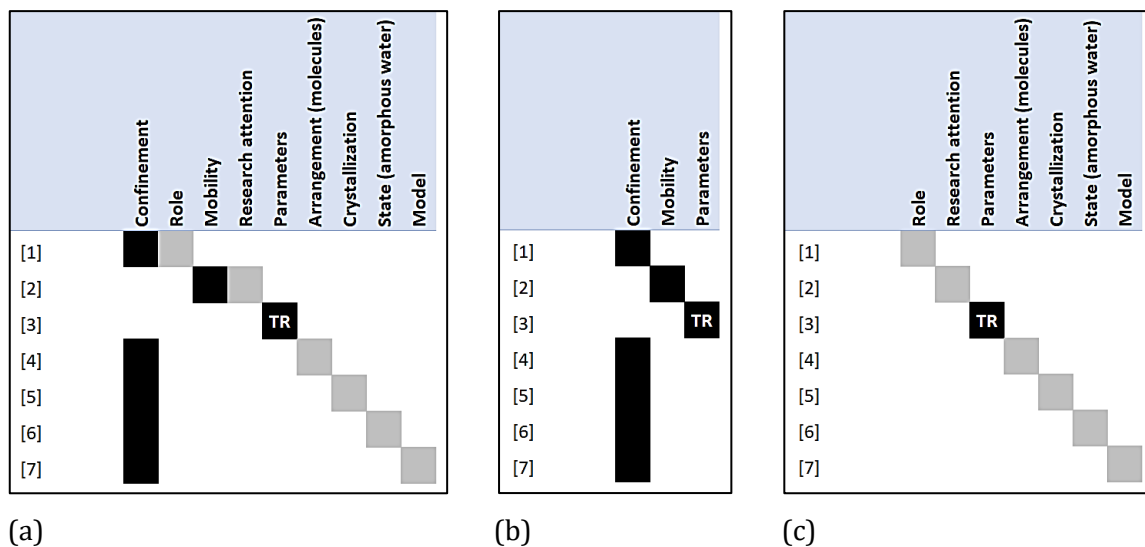 Confinement
Role
Mobility
Research attention
Parameters
Arrangement (molecules)
Crystallization
State (amorphous water)
Model
[1]
[2]
[3] TR
[4]
[5]
[6]
[7]
(a)
Confinement
Mobility
Parameters
[1]
[2]
[3] TR
[4]
[5]
[6]
[7]
(b)
Role
Research attention
Parameters
Arrangement (molecules)
Crystallization
State (amorphous water)
Model
[1]
[2]
[3] TR
[4]
[5]
[6]
[7]
(c)